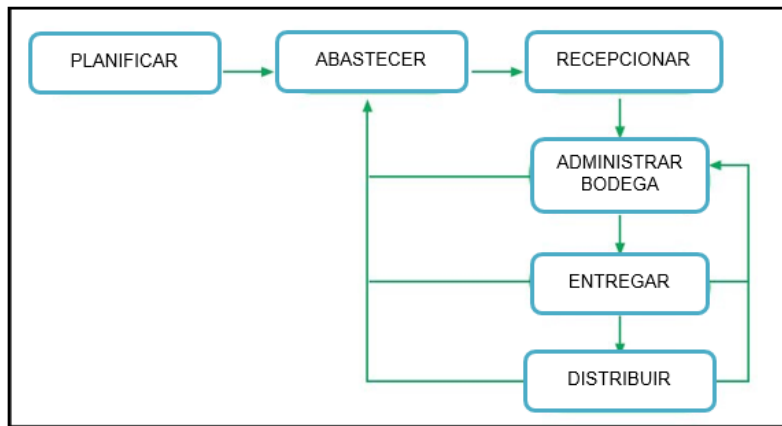 PLANIFICAR
ABASTECER
RECEPCIONAR
ADMINISTRAR
BODEGA
ENTREGAR
DISTRIBUIR